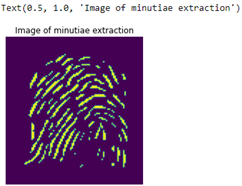 Text(0.5, 1.0, 'Image of minutiae extraction')
Image of minutiae extraction